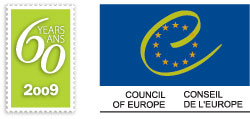 60
YEARS
ANS
2009
COUNCIL
OF EUROPE
CONSEIL
DE L'EUROPE